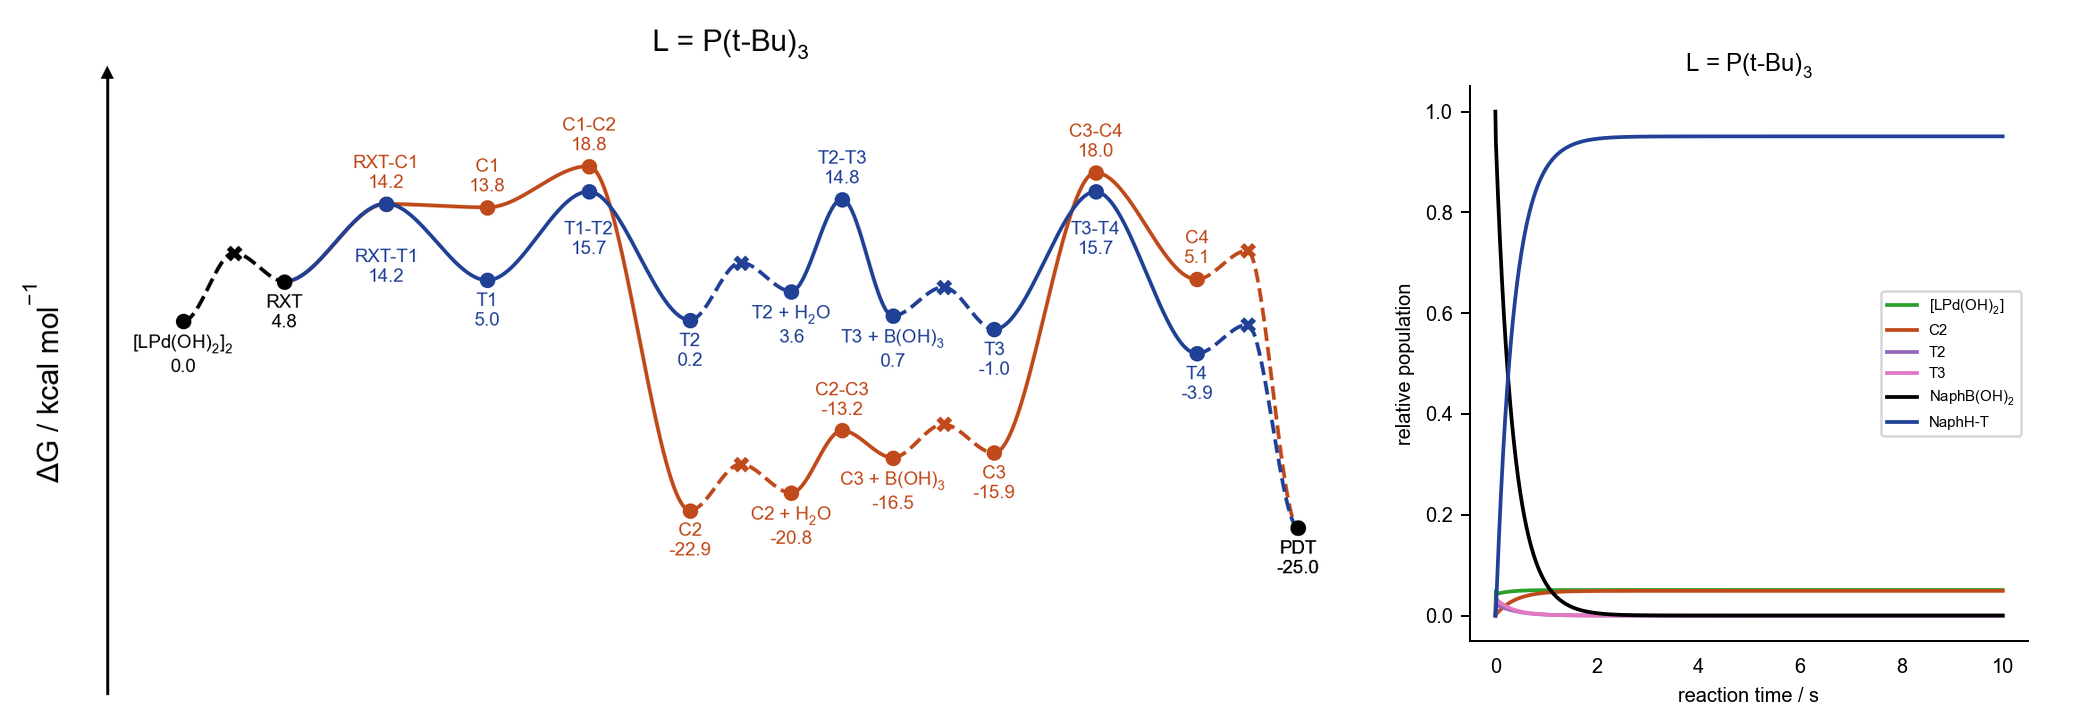 L = P(t-Bu)₃
ΔG / kcal mol⁻¹
[LPd(OH)₂]₂
0.0
RXT
4.8
RXT-C1
14.2
RXT-T1
14.2
C1
13.8
T1
5.0
C1-C2
18.8
T1-T2
15.7
T2
0.2
C2
-22.9
T2 + H₂O
3.6
C2 + H₂O
-20.8
T2-T3
14.8
C2-C3
-13.2
T3 + B(OH)₃
0.7
C3 + B(OH)₃
-16.5
T3
-1.0
C3
-15.9
C3-C4
18.0
T3-T4
15.7
C4
5.1
T4
-3.9
PDT
-25.0
L = P(t-Bu)₃
relative population
1.0
0.8
0.6
0.4
0.2
0.0
0
2
4
6
8
10
reaction time / s
[LPd(OH)₂]
C2
T2
T3
NaphB(OH)₂
NaphH-T